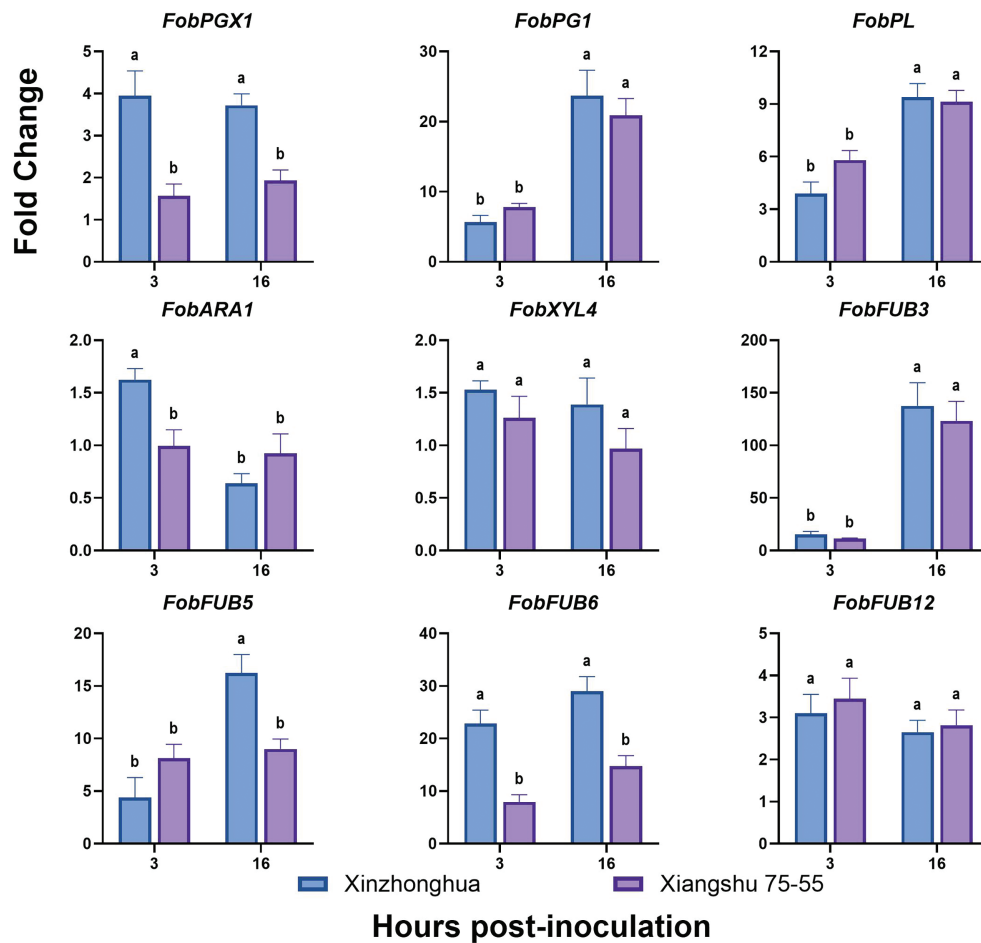 FobPGX1
FobPG1
FobPL
Fold Change
5
4
3
2
1
0
a
b
a
b
3
16
30
20
10
0
b
b
a
a
3
16
12
9
6
3
0
b
b
a
a
3
16
FobARA1
FobXYL4
FobFUB3
2.0
1.5
1.0
0.5
0.0
a
b
b
b
3
16
2.0
1.5
1.0
0.5
0.0
a
a
a
a
3
16
200
150
100
50
0
b
b
a
a
3
16
FobFUB5
FobFUB6
FobFUB12
20
15
10
5
0
b
b
a
b
3
16
40
30
20
10
0
a
b
a
b
3
16
5
4
3
2
1
0
a
a
a
a
3
16
Xinzhonghua
Xiangshu 75-55
Hours post-inoculation